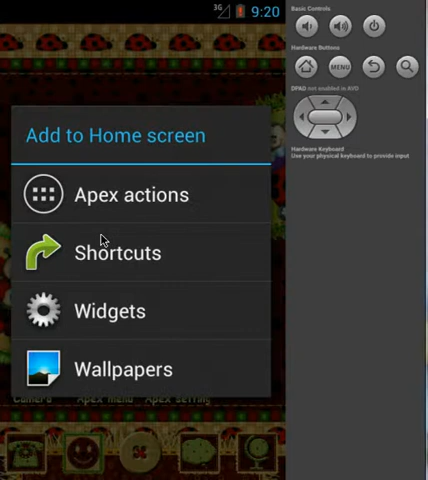 3G 9:20
Add to Home screen
Apex actions
Shortcuts
Widgets
Wallpapers
Camera Apex menu Apex setting
Basic Controls
Hardware Buttons
MENU
DPAD not enabled in AVD
Hardware Keyboard
Use your physical keyboard to provide input